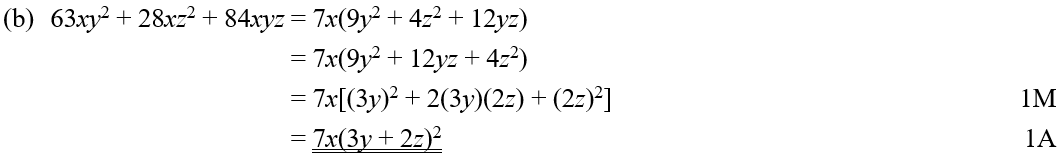 (b) 63xy² + 28xz² + 84xyz = 7x(9y² + 4z² + 12yz)
= 7x(9y² + 12yz + 4z²)
= 7x[(3y)² + 2(3y)(2z) + (2z)²] 1M
= 7x(3y + 2z)² 1A